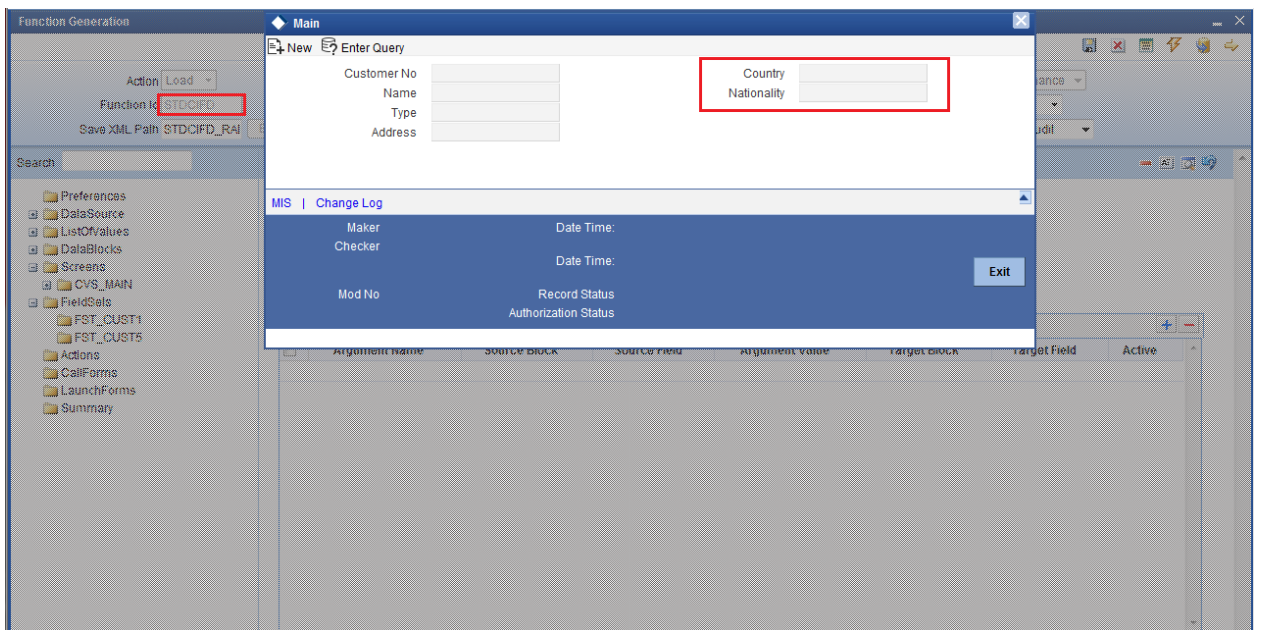 Function Generation
Action Load
Function Id STDCIFD
Save XML Path STDCIFD_RAI
Search
Preferences
DataSource
ListOfValues
DataBlocks
Screens
CVS_MAIN
FieldSets
FST_CUST1
FST_CUST5
Actions
CallForms
LaunchForms
Summary
Main
New Enter Query
Customer No
Name
Type
Address
Country
Nationality
MIS | Change Log
Maker Date Time:
Checker
Date Time:
Exit
Mod No Record Status
Authorization Status
Argument Name Source Block Source Field Argument Value Target Block Target Field Active